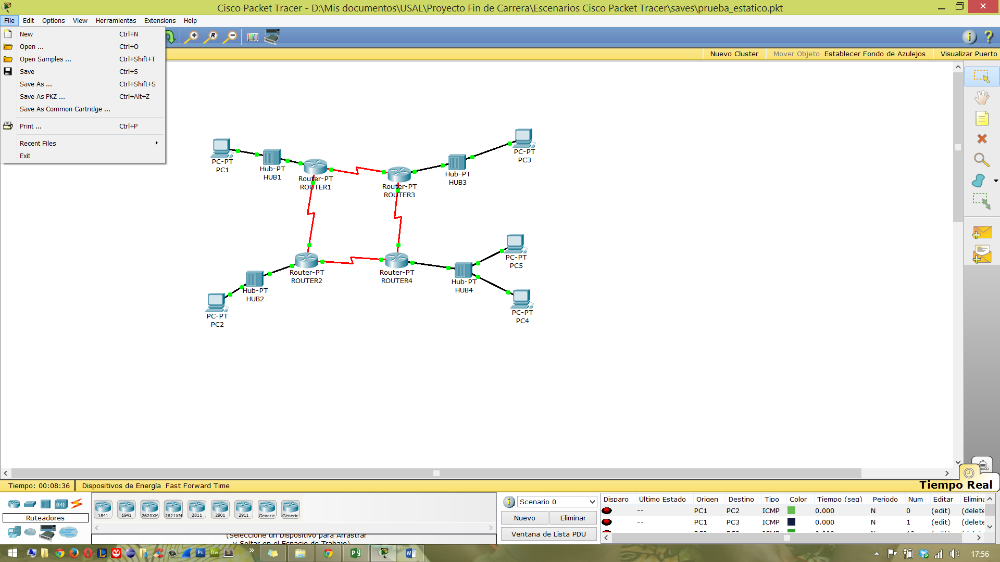 Cisco Packet Tracer - D:\Mis documentos\USAL\Proyecto Fin de Carrera\Escenarios Cisco Packet Tracer\saves\prueba_estatico.pkt
File Edit Options View Herramientas Extensions Help
New Ctrl+N
Open ... Ctrl+O
Open Samples ... Ctrl+Shift+T
Save Ctrl+S
Save As ... Ctrl+Shift+S
Save As PKZ ... Ctrl+Alt+Z
Save As Common Cartridge ...
Print ... Ctrl+P
Recent Files
Exit
Nuevo Cluster Mover Objeto Establecer Fondo de Azulejos Visualizar Puerto
PC-PT
PC1
Hub-PT
HUB1
Router-PT
ROUTER1
Router-PT
ROUTER3
Hub-PT
HUB3
PC-PT
PC3
PC-PT
PC2
Hub-PT
HUB2
Router-PT
ROUTER2
Router-PT
ROUTER4
Hub-PT
HUB4
PC-PT
PC5
PC-PT
PC4
Tiempo: 00:08:36 Dispositivos de Energía Fast Forward Time
Tiempo Real
Ruteadores
1841 1941 2620XM 2621XM 2811 2901 2911 Generic Generic
(Seleccione un Dispositivo para Arrastrar
y Soltar en el Espacio de Trabajo)
Scenario 0
Nuevo Eliminar
Ventana de Lista PDU
Disparo Último Estado Origen Destino Tipo Color Tiempo (seg) Periodo Num Editar Elimina
-- PC1 PC2 ICMP 0.000 N 0 (edit) (delete
-- PC1 PC3 ICMP 0.000 N 1 (edit) (delete
17:56